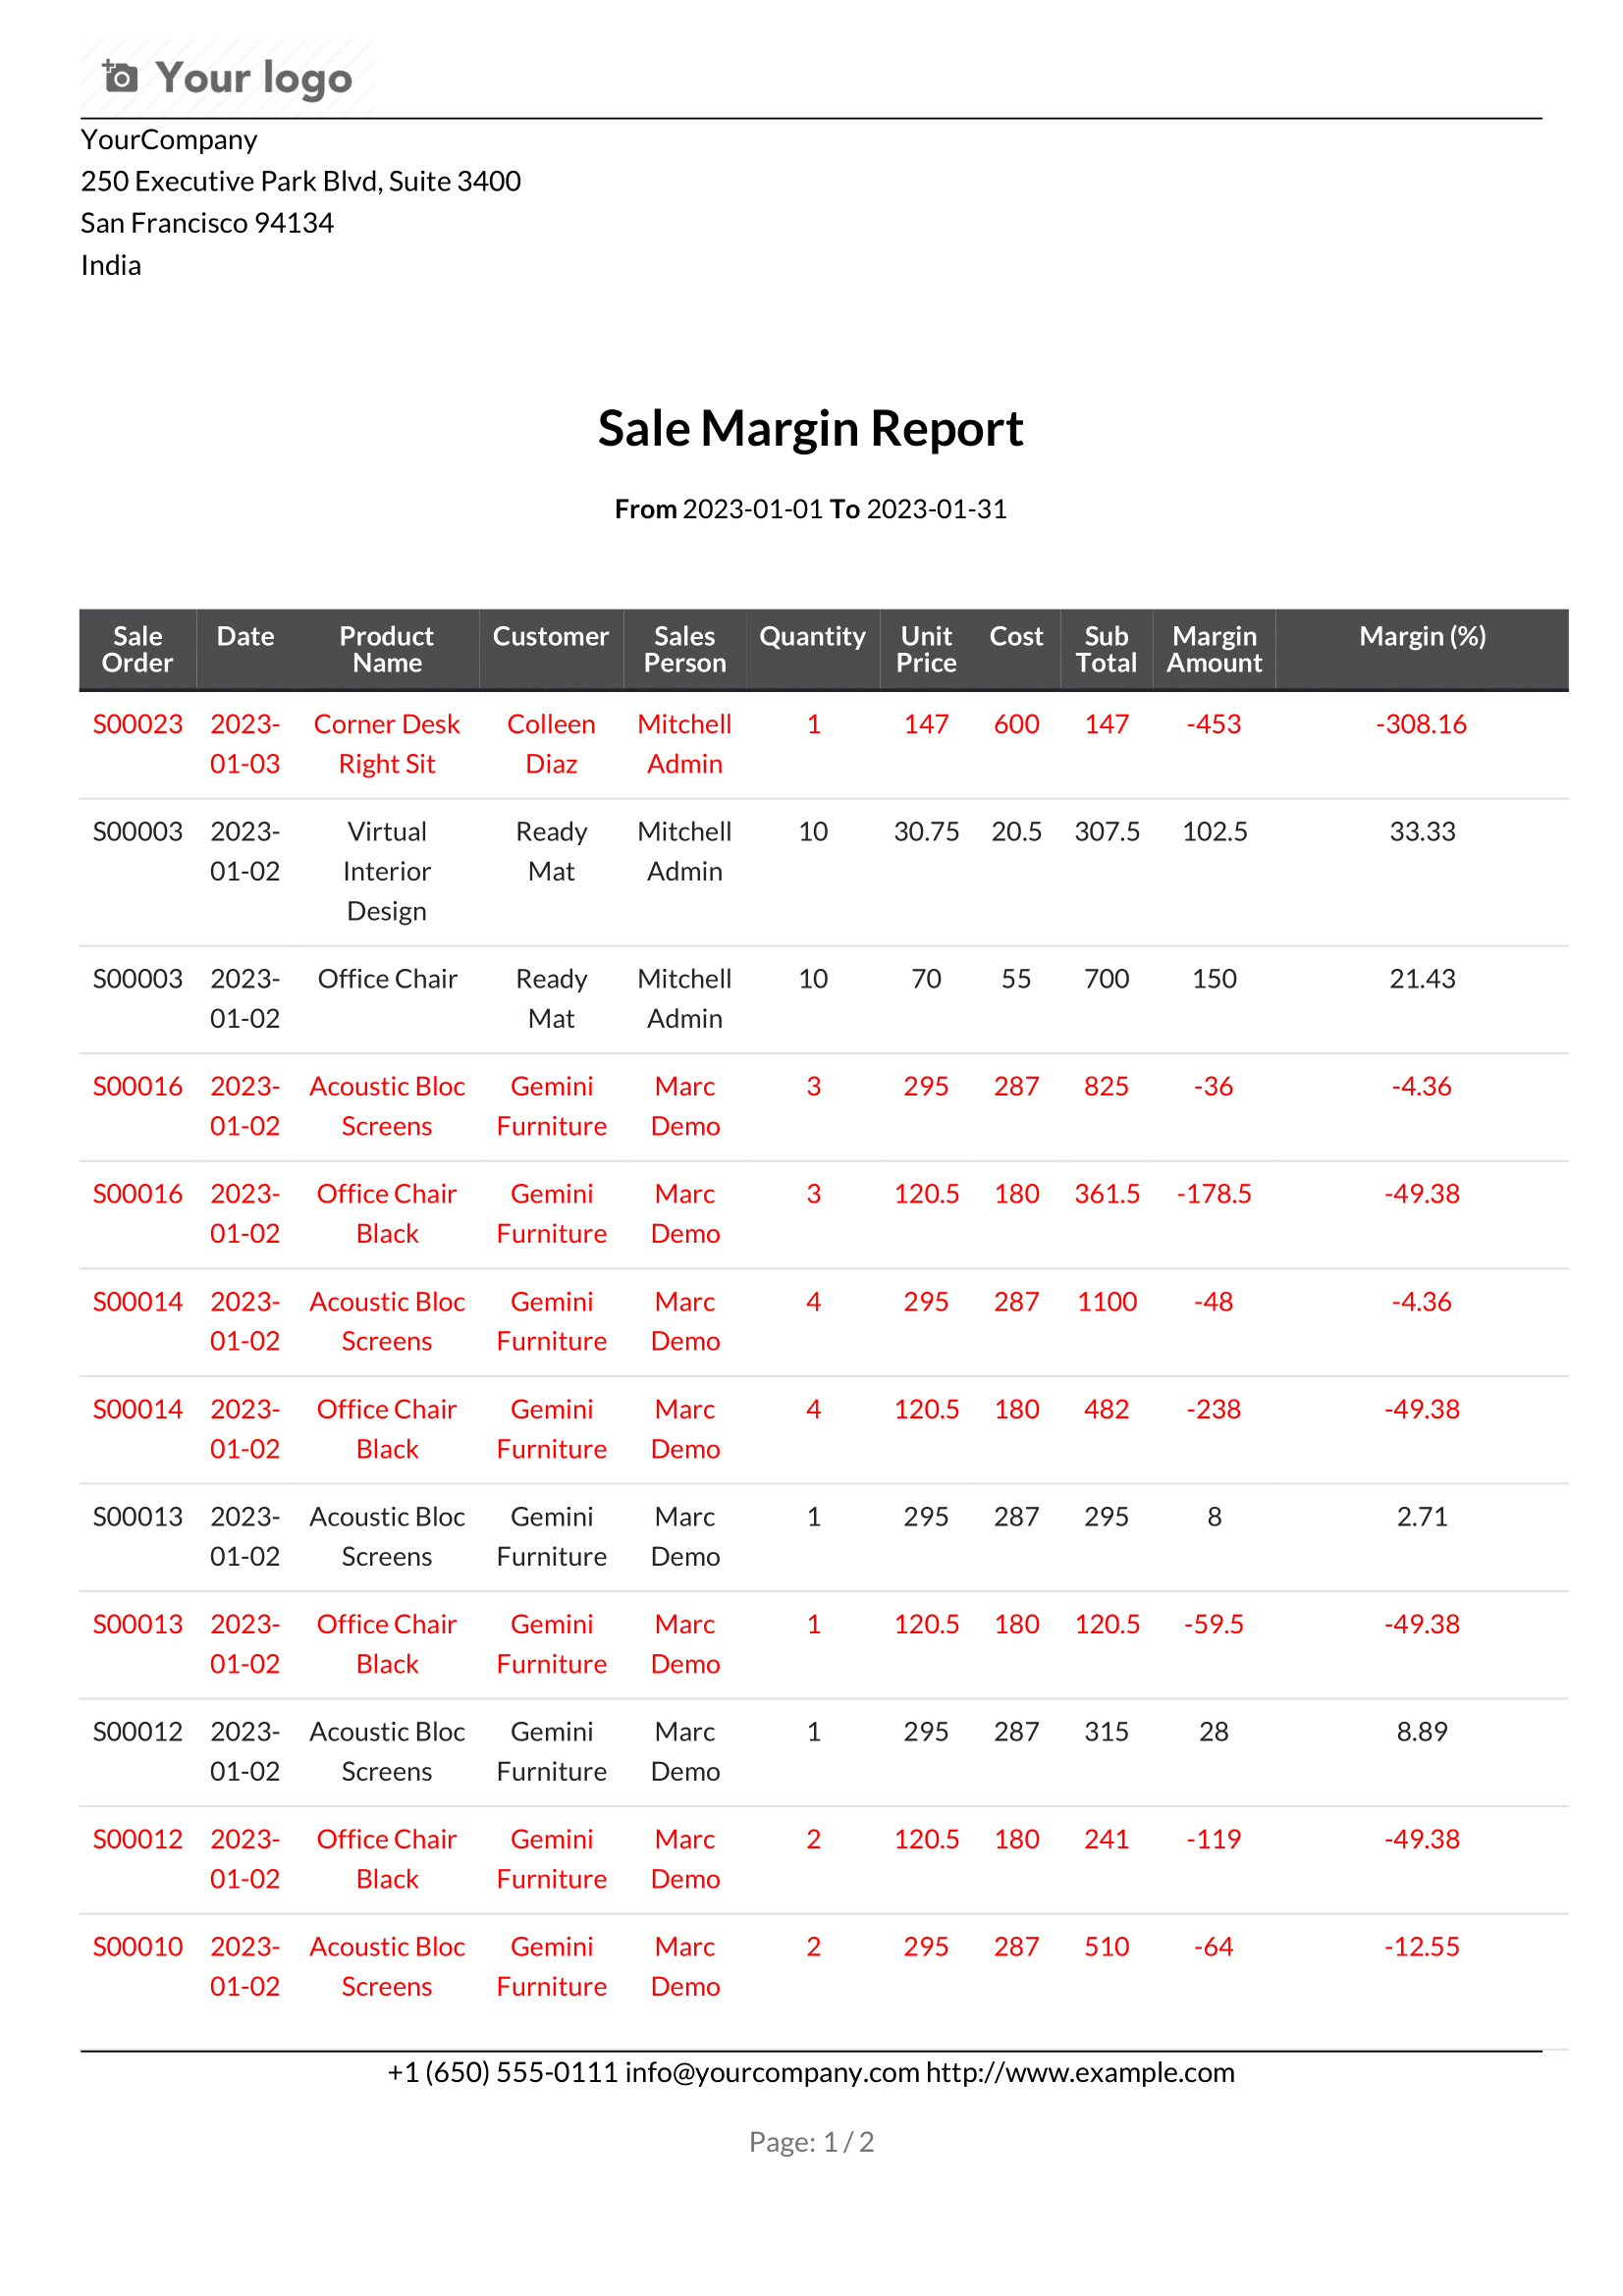 Your logo
YourCompany
250 Executive Park Blvd, Suite 3400
San Francisco 94134
India
Sale Margin Report
From 2023-01-01 To 2023-01-31
Sale Order Date Product Name Customer Sales Person Quantity Unit Price Cost Sub Total Margin Amount Margin (%)
S00023 2023-01-03 Corner Desk Right Sit Colleen Diaz Mitchell Admin 1 147 600 147 -453 -308.16
S00003 2023-01-02 Virtual Interior Design Ready Mat Mitchell Admin 10 30.75 20.5 307.5 102.5 33.33
S00003 2023-01-02 Office Chair Ready Mat Mitchell Admin 10 70 55 700 150 21.43
S00016 2023-01-02 Acoustic Bloc Screens Gemini Furniture Marc Demo 3 295 287 825 -36 -4.36
S00016 2023-01-02 Office Chair Black Gemini Furniture Marc Demo 3 120.5 180 361.5 -178.5 -49.38
S00014 2023-01-02 Acoustic Bloc Screens Gemini Furniture Marc Demo 4 295 287 1100 -48 -4.36
S00014 2023-01-02 Office Chair Black Gemini Furniture Marc Demo 4 120.5 180 482 -238 -49.38
S00013 2023-01-02 Acoustic Bloc Screens Gemini Furniture Marc Demo 1 295 287 295 8 2.71
S00013 2023-01-02 Office Chair Black Gemini Furniture Marc Demo 1 120.5 180 120.5 -59.5 -49.38
S00012 2023-01-02 Acoustic Bloc Screens Gemini Furniture Marc Demo 1 295 287 315 28 8.89
S00012 2023-01-02 Office Chair Black Gemini Furniture Marc Demo 2 120.5 180 241 -119 -49.38
S00010 2023-01-02 Acoustic Bloc Screens Gemini Furniture Marc Demo 2 295 287 510 -64 -12.55
+1 (650) 555-0111 info@yourcompany.com http://www.example.com
Page: 1 / 2